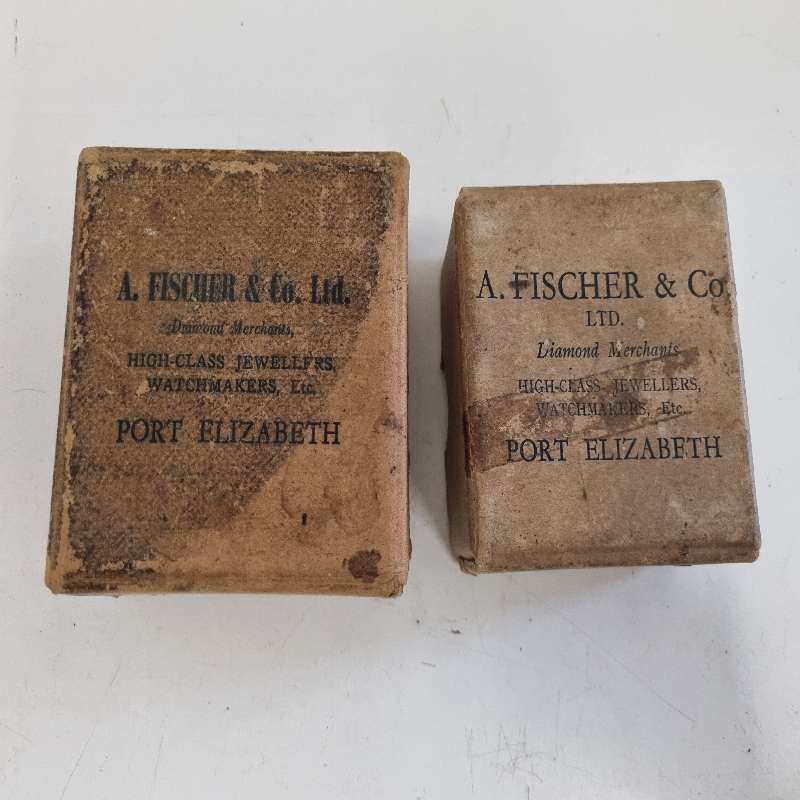 A. FISCHER & Co. Ltd.
Diamond Merchants,
HIGH-CLASS JEWELLERS,
WATCHMAKERS, Etc.
PORT ELIZABETH
A. FISCHER & Co.
LTD.
Diamond Merchants
HIGH-CLASS JEWELLERS,
WATCHMAKERS, Etc.
PORT ELIZABETH